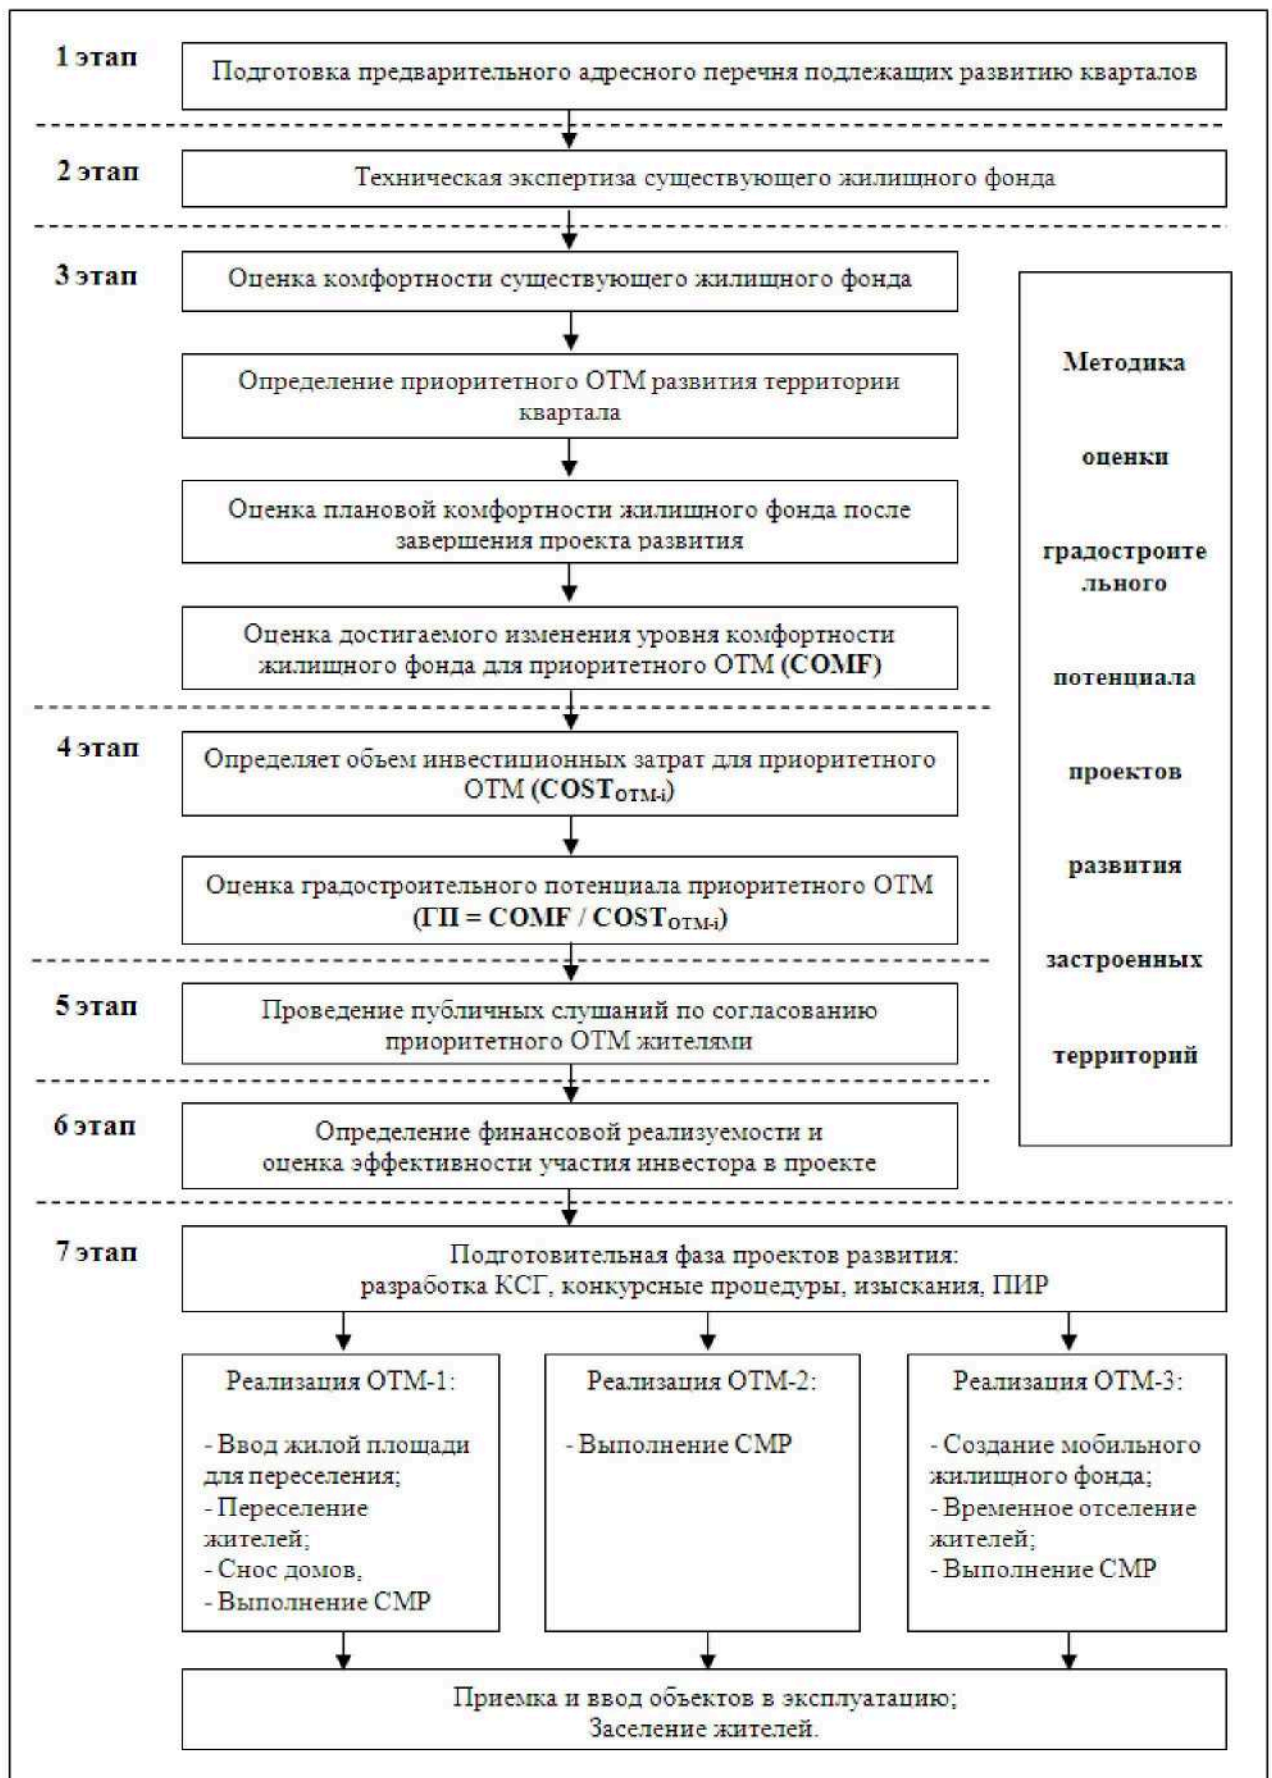 1 этап
Подготовка предварительного адресного перечня подлежащих развитию кварталов
2 этап
Техническая экспертиза существующего жилищного фонда
3 этап
Оценка комфортности существующего жилищного фонда
Определение приоритетного ОТМ развития территории
квартала
Оценка плановой комфортности жилищного фонда после
завершения проекта развития
Оценка достигаемого изменения уровня комфортности
жилищного фонда для приоритетного ОТМ (COMF)
4 этап
Определяет объем инвестиционных затрат для приоритетного
ОТМ (COSTОТМ-i)
Оценка градостроительного потенциала приоритетного ОТМ
(ГП = COMF / COSTОТМ-i)
5 этап
Проведение публичных слушаний по согласованию
приоритетного ОТМ жителями
6 этап
Определение финансовой реализуемости и
оценка эффективности участия инвестора в проекте
Методика
оценки
градостроите
льного
потенциала
проектов
развития
застроенных
территорий
7 этап
Подготовительная фаза проектов развития:
разработка КСГ, конкурсные процедуры, изыскания, ПИР
Реализация ОТМ-1:
- Ввод жилой площади
для переселения;
- Переселение
жителей;
- Снос домов,
- Выполнение СМР
Реализация ОТМ-2:
- Выполнение СМР
Реализация ОТМ-3:
- Создание мобильного
жилищного фонда;
- Временное отселение
жителей;
- Выполнение СМР
Приемка и ввод объектов в эксплуатацию;
Заселение жителей.